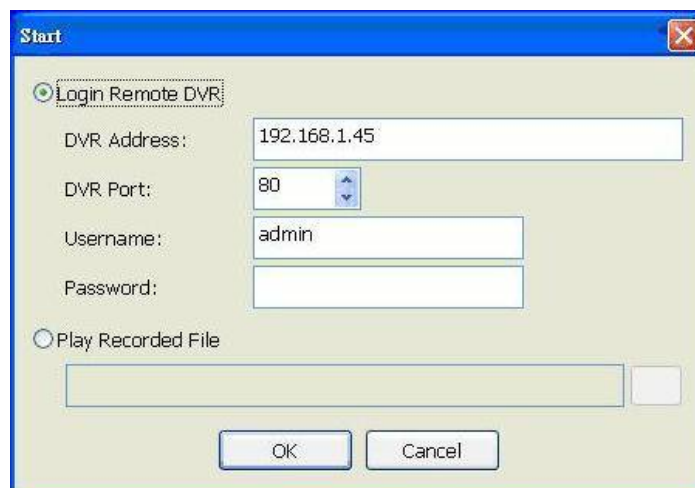 Start
Login Remote DVR
DVR Address: 192.168.1.45
DVR Port: 80
Username: admin
Password:
Play Recorded File
OK Cancel